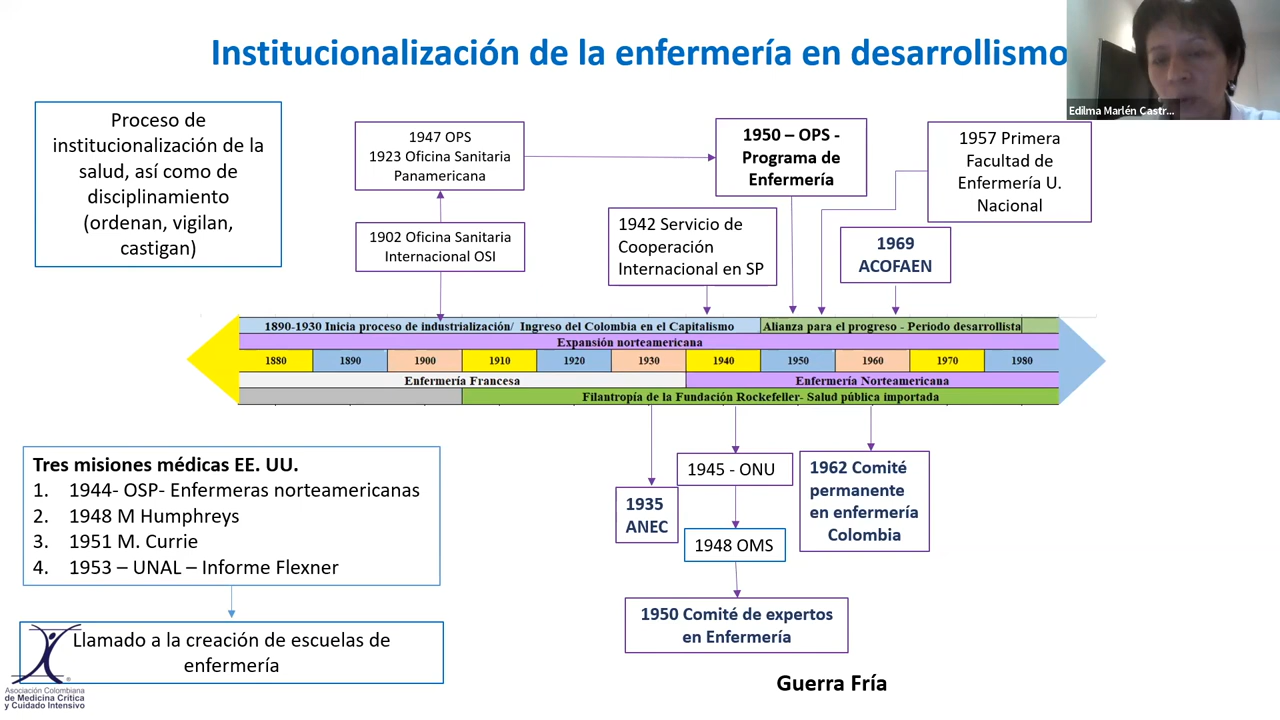 Institucionalización de la enfermería en desarrollismo
Edilma Marlén Castr...
Proceso de
institucionalización de la
salud, así como de
disciplinamiento
(ordenan, vigilan,
castigan)
1947 OPS
1923 Oficina Sanitaria
Panamericana
1902 Oficina Sanitaria
Internacional OSI
1942 Servicio de
Cooperación
Internacional en SP
1950 – OPS -
Programa de
Enfermería
1957 Primera
Facultad de
Enfermería U.
Nacional
1969
ACOFAEN
1890-1930 Inicia proceso de industrialización/ Ingreso del Colombia en el Capitalismo
Alianza para el progreso - Periodo desarrollista
Expansión norteamericana
1880 1890 1900 1910 1920 1930 1940 1950 1960 1970 1980
Enfermería Francesa
Enfermería Norteamericana
Filantropía de la Fundación Rockefeller- Salud pública importada
Tres misiones médicas EE. UU.
1. 1944- OSP- Enfermeras norteamericanas
2. 1948 M Humphreys
3. 1951 M. Currie
4. 1953 – UNAL – Informe Flexner
Llamado a la creación de escuelas de
enfermería
1935
ANEC
1945 - ONU
1948 OMS
1950 Comité de expertos
en Enfermería
1962 Comité
permanente
en enfermería
Colombia
Guerra Fría
Asociación Colombiana
de Medicina Crítica
y Cuidado Intensivo